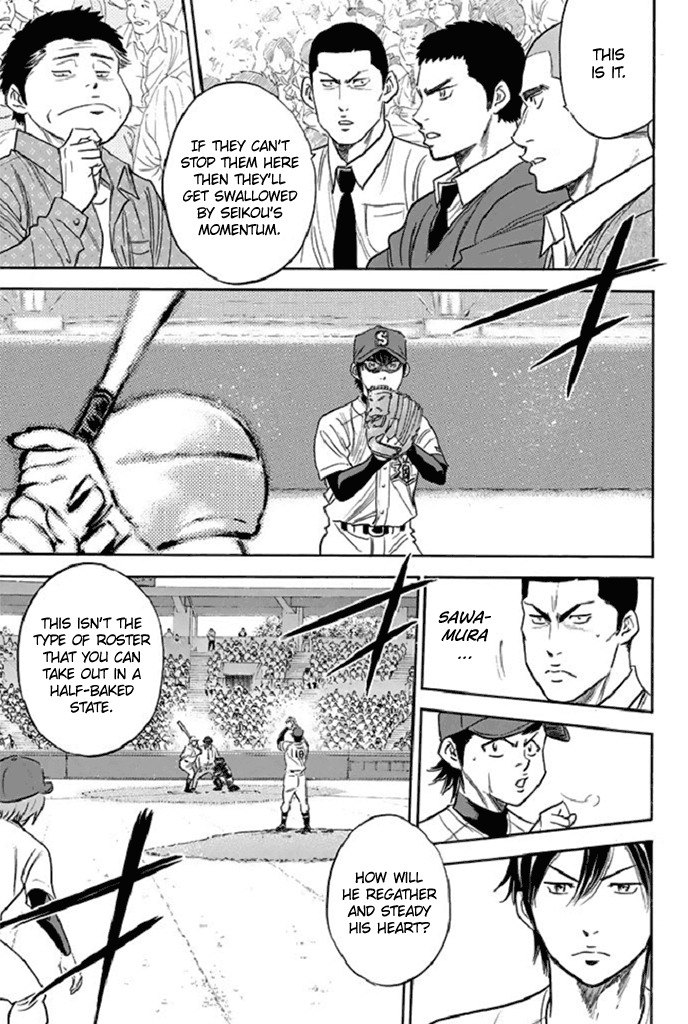 THIS
IS IT.
IF THEY CAN'T
STOP THEM HERE
THEN THEY'LL
GET SWALLOWED
BY SEIKOU'S
MOMENTUM.
S
SAWA-
MURA
...
THIS ISN'T THE
TYPE OF ROSTER
THAT YOU CAN
TAKE OUT IN A
HALF-BAKED
STATE.
18
HOW WILL
HE REGATHER
AND STEADY
HIS HEART?